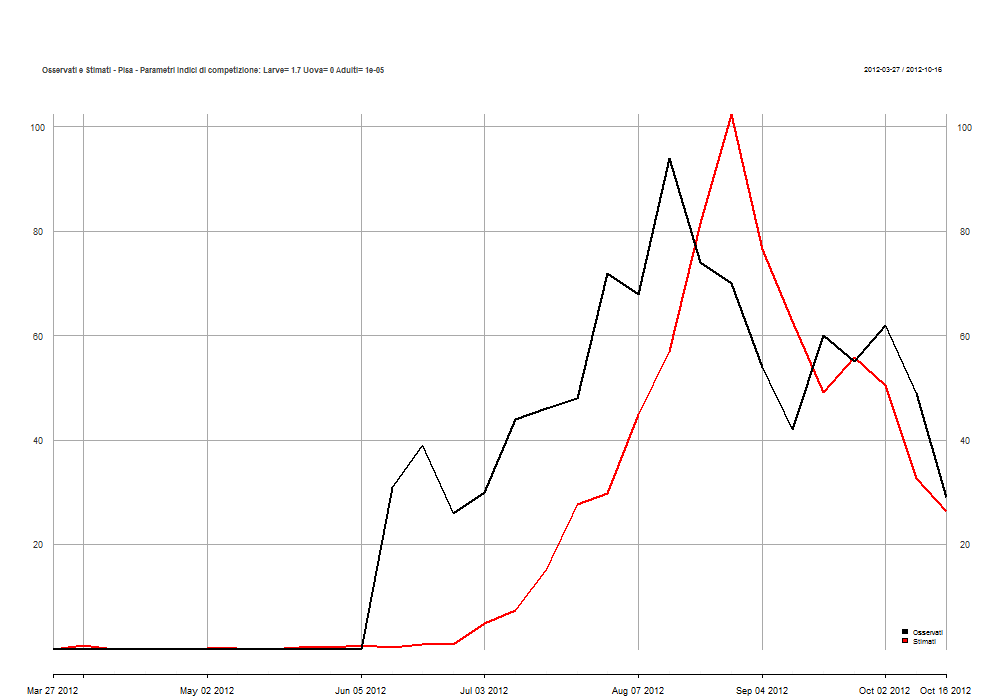 Osservati e Stimati - Pisa - Parametri indici di competizione: Larve= 1.7 Uova= 0 Adulti= 1e-05
2012-03-27 / 2012-10-16
100 100
80 80
60 60
40 40
20 20
Osservati
Stimati
Mar 27 2012 May 02 2012 Jun 05 2012 Jul 03 2012 Aug 07 2012 Sep 04 2012 Oct 02 2012 Oct 16 2012